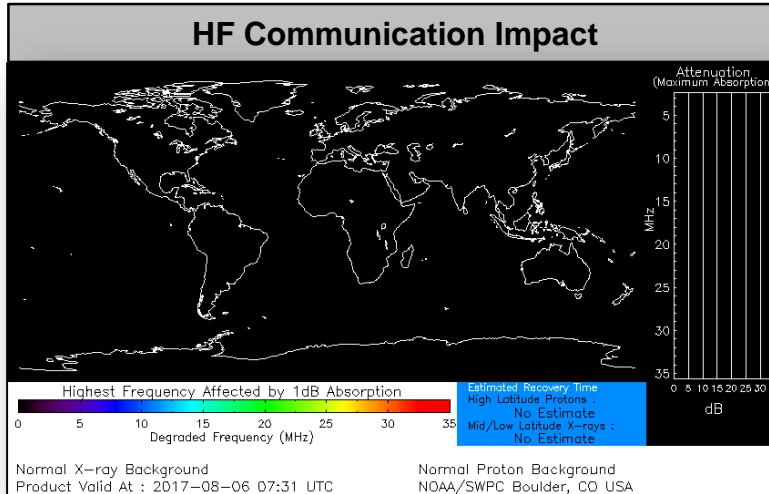 HF Communication Impact
Attenuation
(Maximum Absorption)
5
10
15
20
25
30
35
MHz
0 5 10 15 20 25 30
dB
Highest Frequency Affected by 1dB Absorption
0 5 10 15 20 25 30 35
Degraded Frequency (MHz)
Estimated Recovery Time
High Latitude Protons :
No Estimate
Mid/Low Latitude X-rays :
No Estimate
Normal X-ray Background
Product Valid At : 2017-08-06 07:31 UTC
Normal Proton Background
NOAA/SWPC Boulder, CO USA